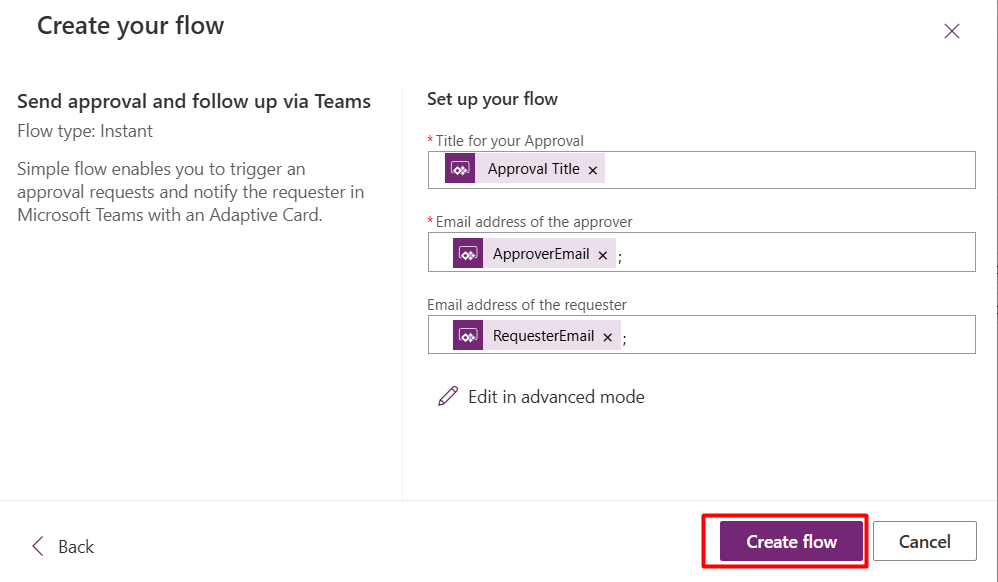 Create your flow
Send approval and follow up via Teams
Flow type: Instant
Simple flow enables you to trigger an
approval requests and notify the requester in
Microsoft Teams with an Adaptive Card.
Set up your flow
* Title for your Approval
Approval Title ×
* Email address of the approver
ApproverEmail × ;
Email address of the requester
RequesterEmail × ;
Edit in advanced mode
Back
Create flow
Cancel